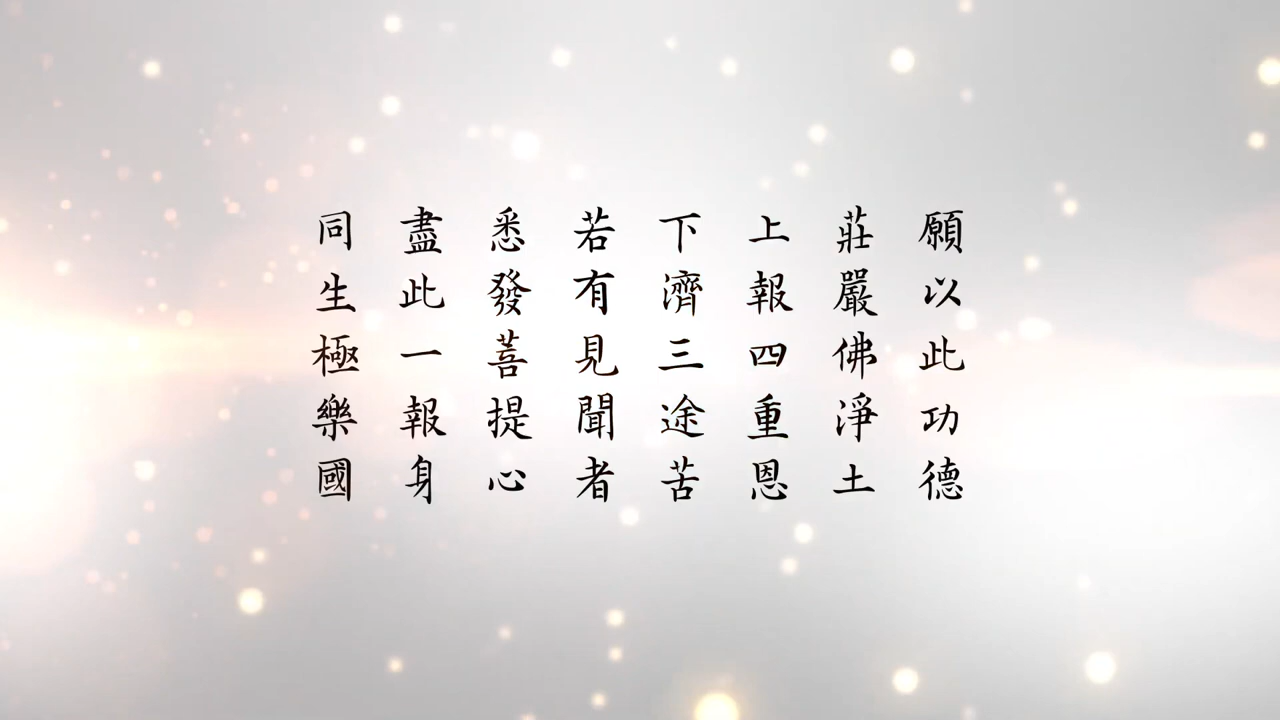 願以此功德
莊嚴佛淨土
上報四重恩
下濟三途苦
若有見聞者
悉發菩提心
盡此一報身
同生極樂國